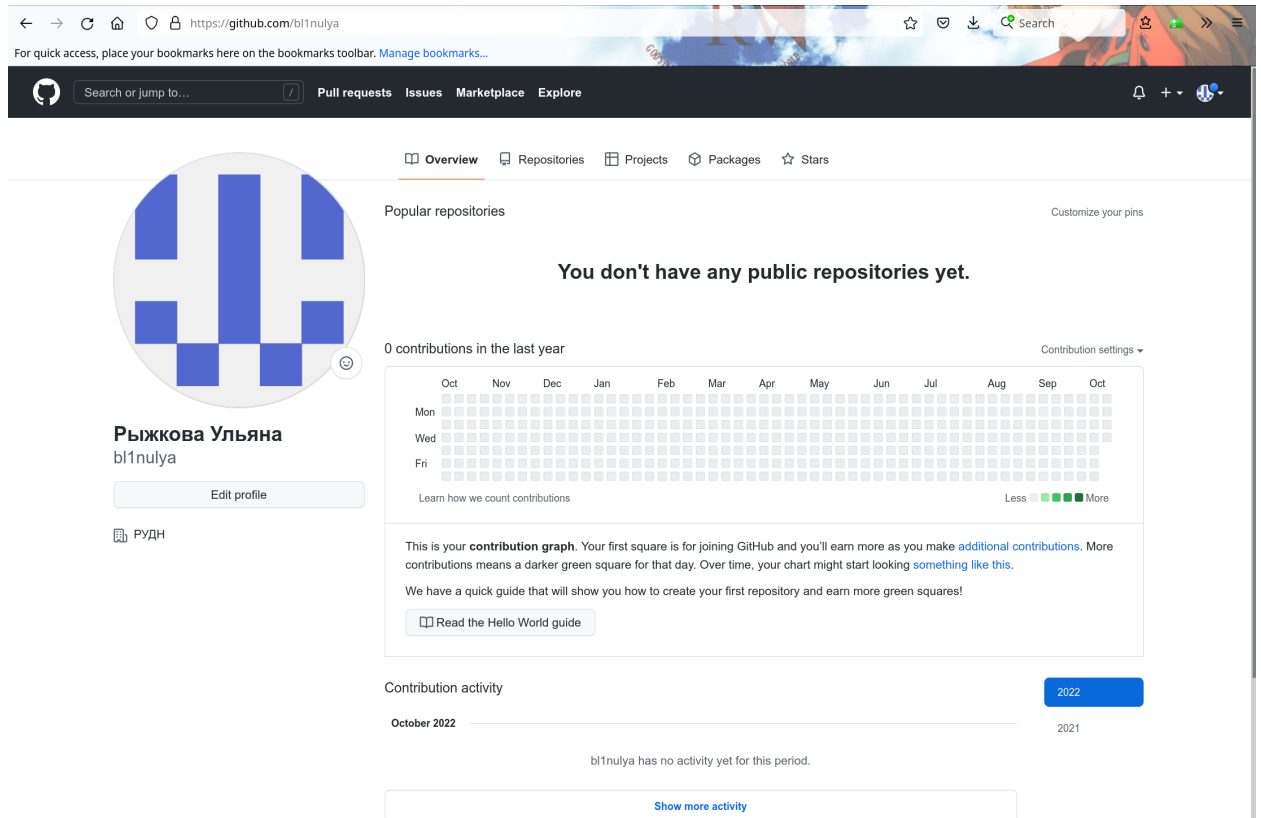 https://github.com/bl1nulya
Search
For quick access, place your bookmarks here on the bookmarks toolbar. Manage bookmarks...
Search or jump to... / Pull requests Issues Marketplace Explore
Overview Repositories Projects Packages Stars
Popular repositories Customize your pins
You don't have any public repositories yet.
0 contributions in the last year Contribution settings
Oct Nov Dec Jan Feb Mar Apr May Jun Jul Aug Sep Oct
Mon
Wed
Fri
Learn how we count contributions Less More
Рыжкова Ульяна
bl1nulya
Edit profile
РУДН
This is your contribution graph. Your first square is for joining GitHub and you'll earn more as you make additional contributions. More
contributions means a darker green square for that day. Over time, your chart might start looking something like this.
We have a quick guide that will show you how to create your first repository and earn more green squares!
Read the Hello World guide
Contribution activity
2022
2021
October 2022
bl1nulya has no activity yet for this period.
Show more activity